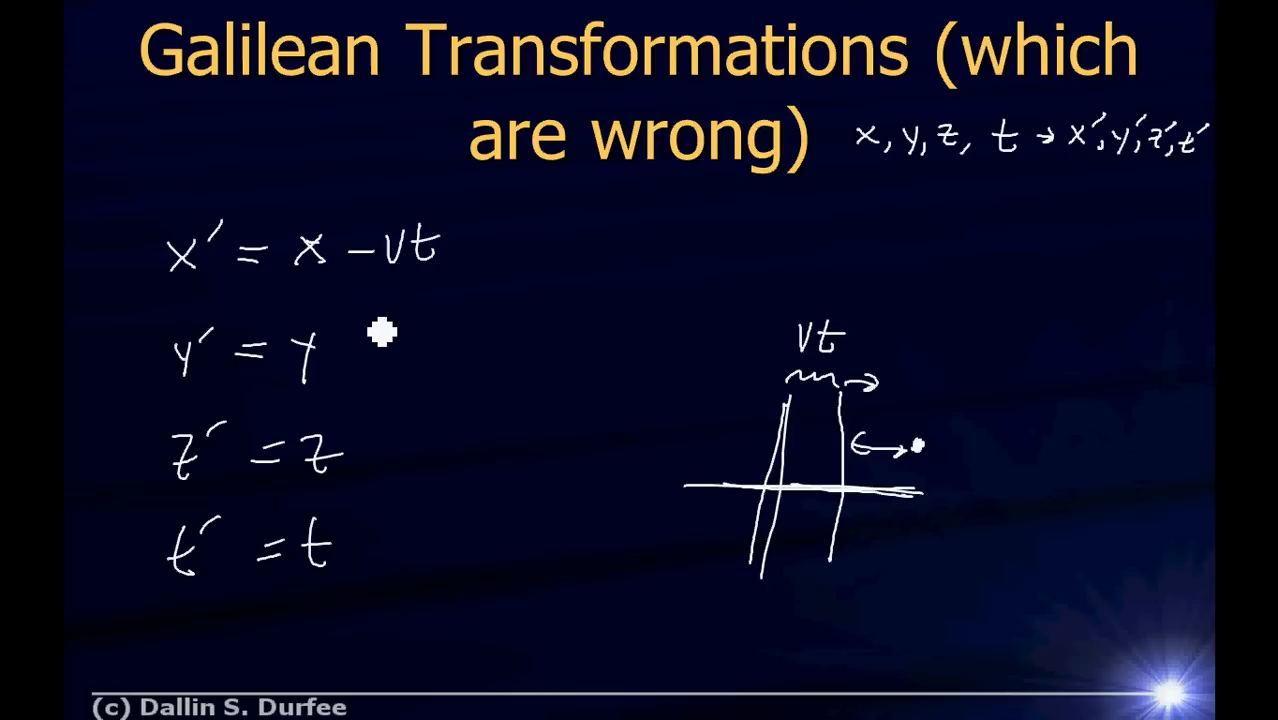 Galilean Transformations (which
are wrong)
x, y, z, t → x′, y′, z′, t′
x′ = x − vt
y′ = y
z′ = z
t′ = t
vt
(c) Dallin S. Durfee